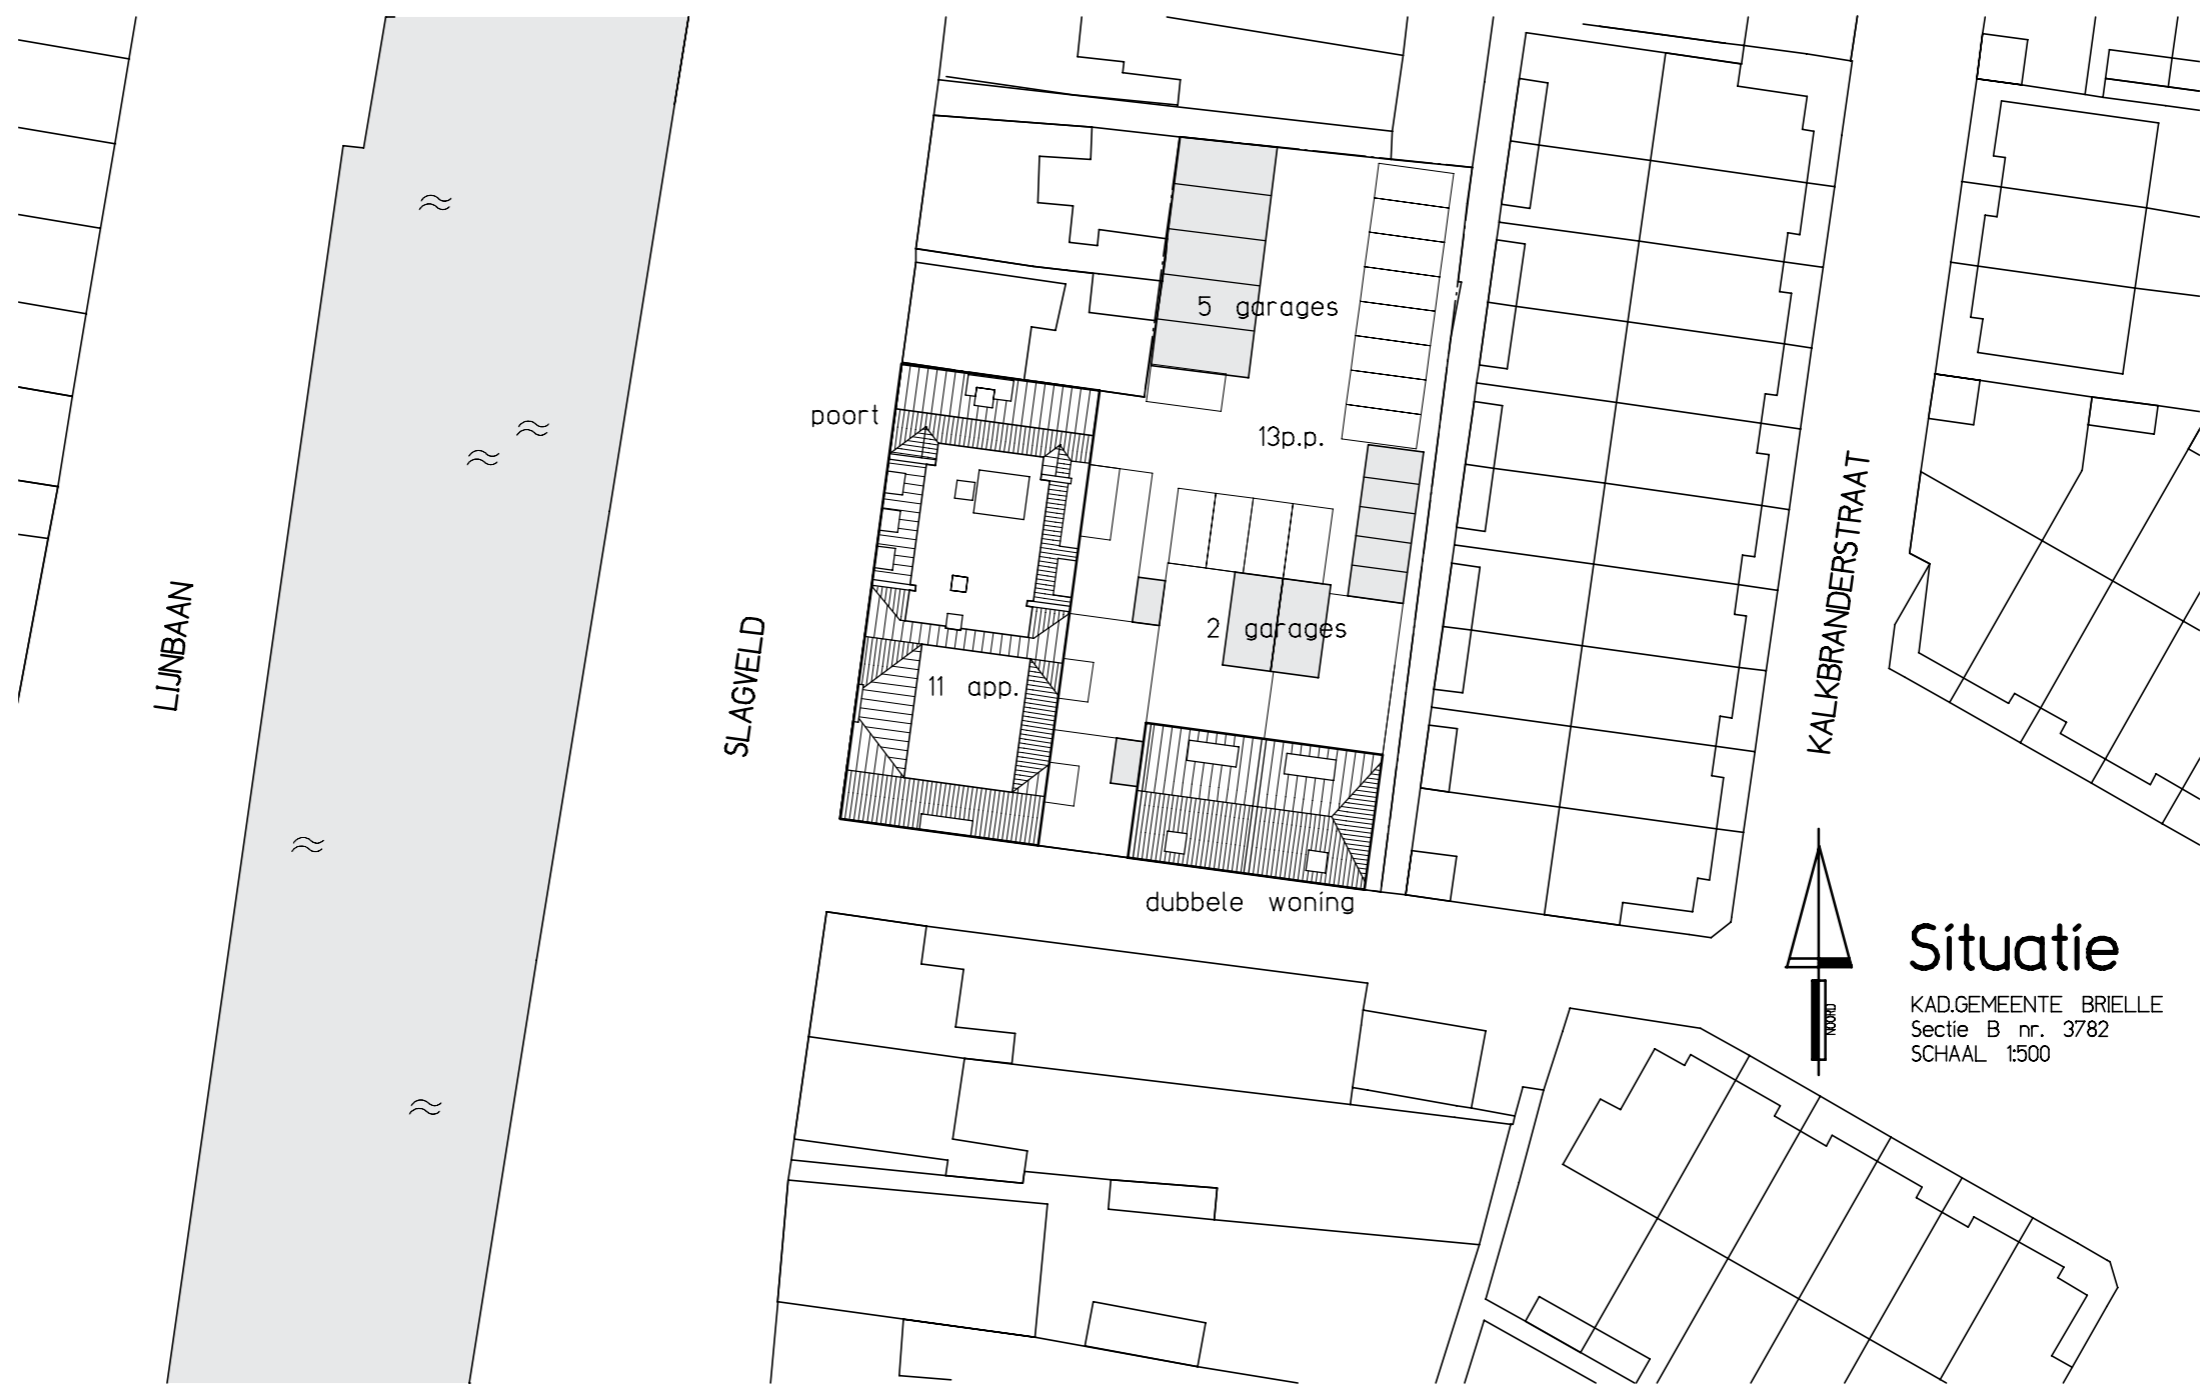 5 garages
poort
13p.p.
LIJNBAAN
SLAGVELD
KALKBRANDERSTRAAT
2 garages
11 app.
dubbele woning
Situatie
KAD.GEMEENTE BRIELLE
Sectie B nr. 3782
SCHAAL 1:500
NOORD